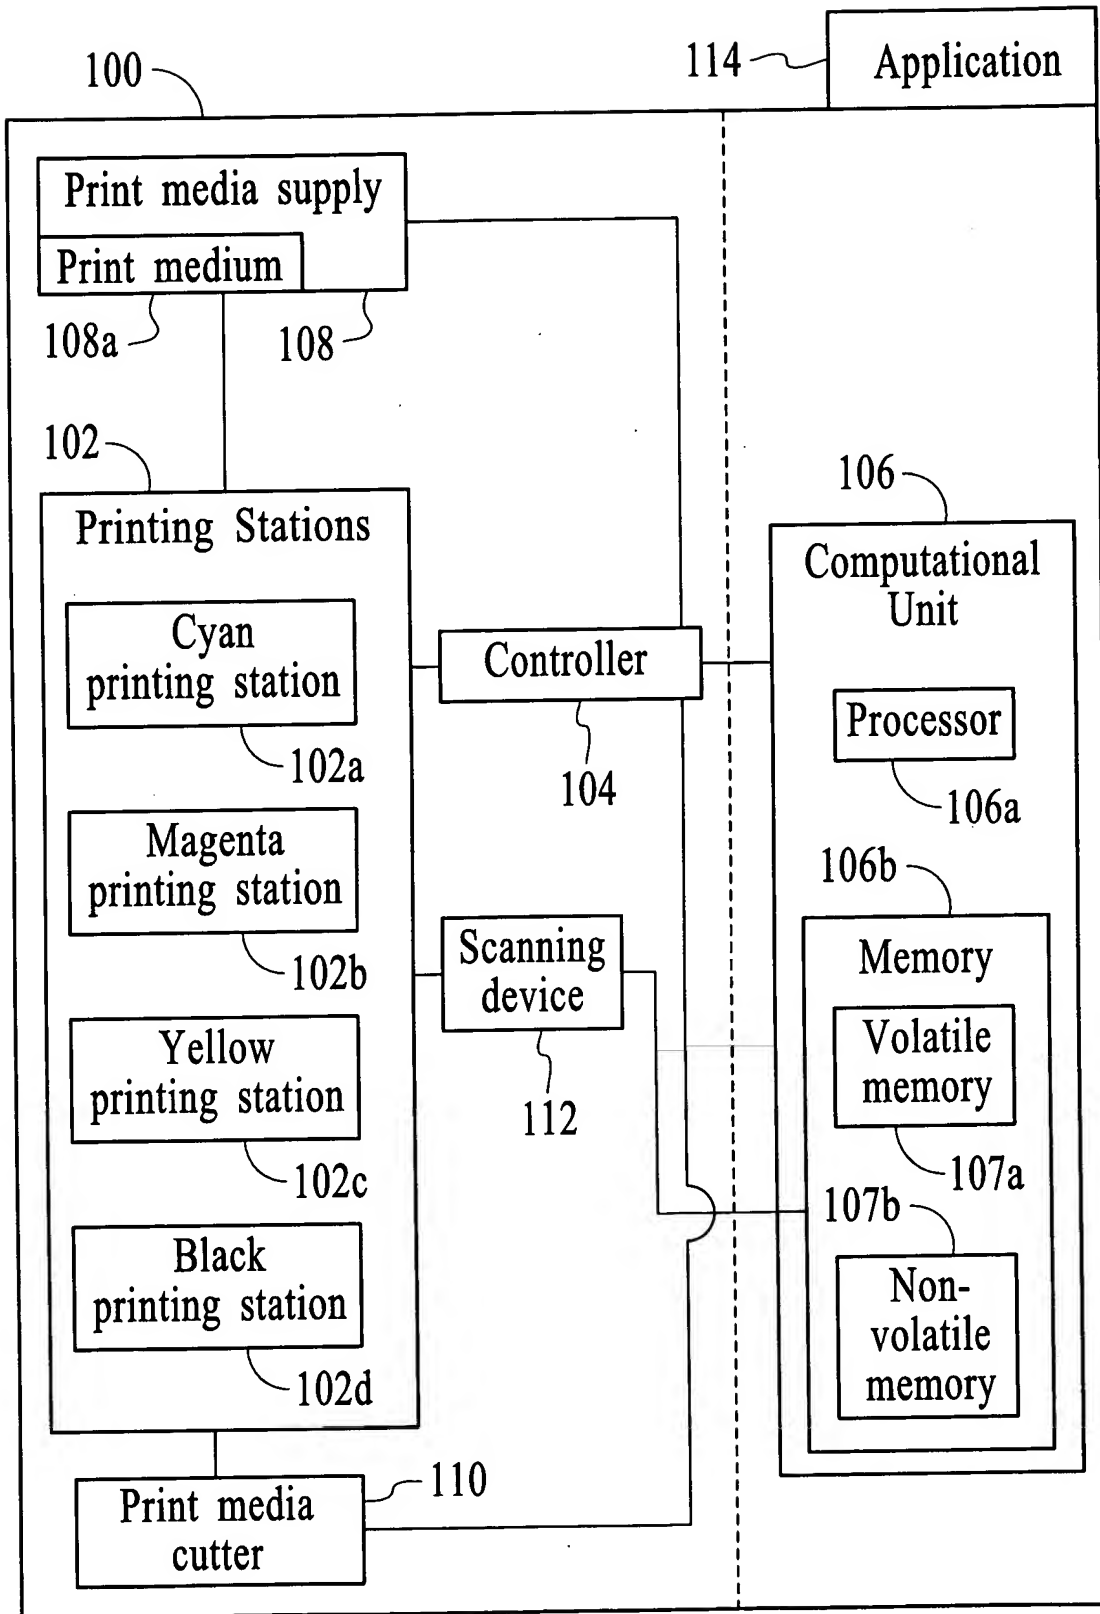 100
114
Application
Print media supply
Print medium
108a
108
102
Printing Stations
Cyan
printing station
102a
Magenta
printing station
102b
Yellow
printing station
102c
Black
printing station
102d
Controller
104
Scanning
device
112
106
Computational
Unit
Processor
106a
106b
Memory
Volatile
memory
107a
107b
Non-
volatile
memory
Print media
cutter
110